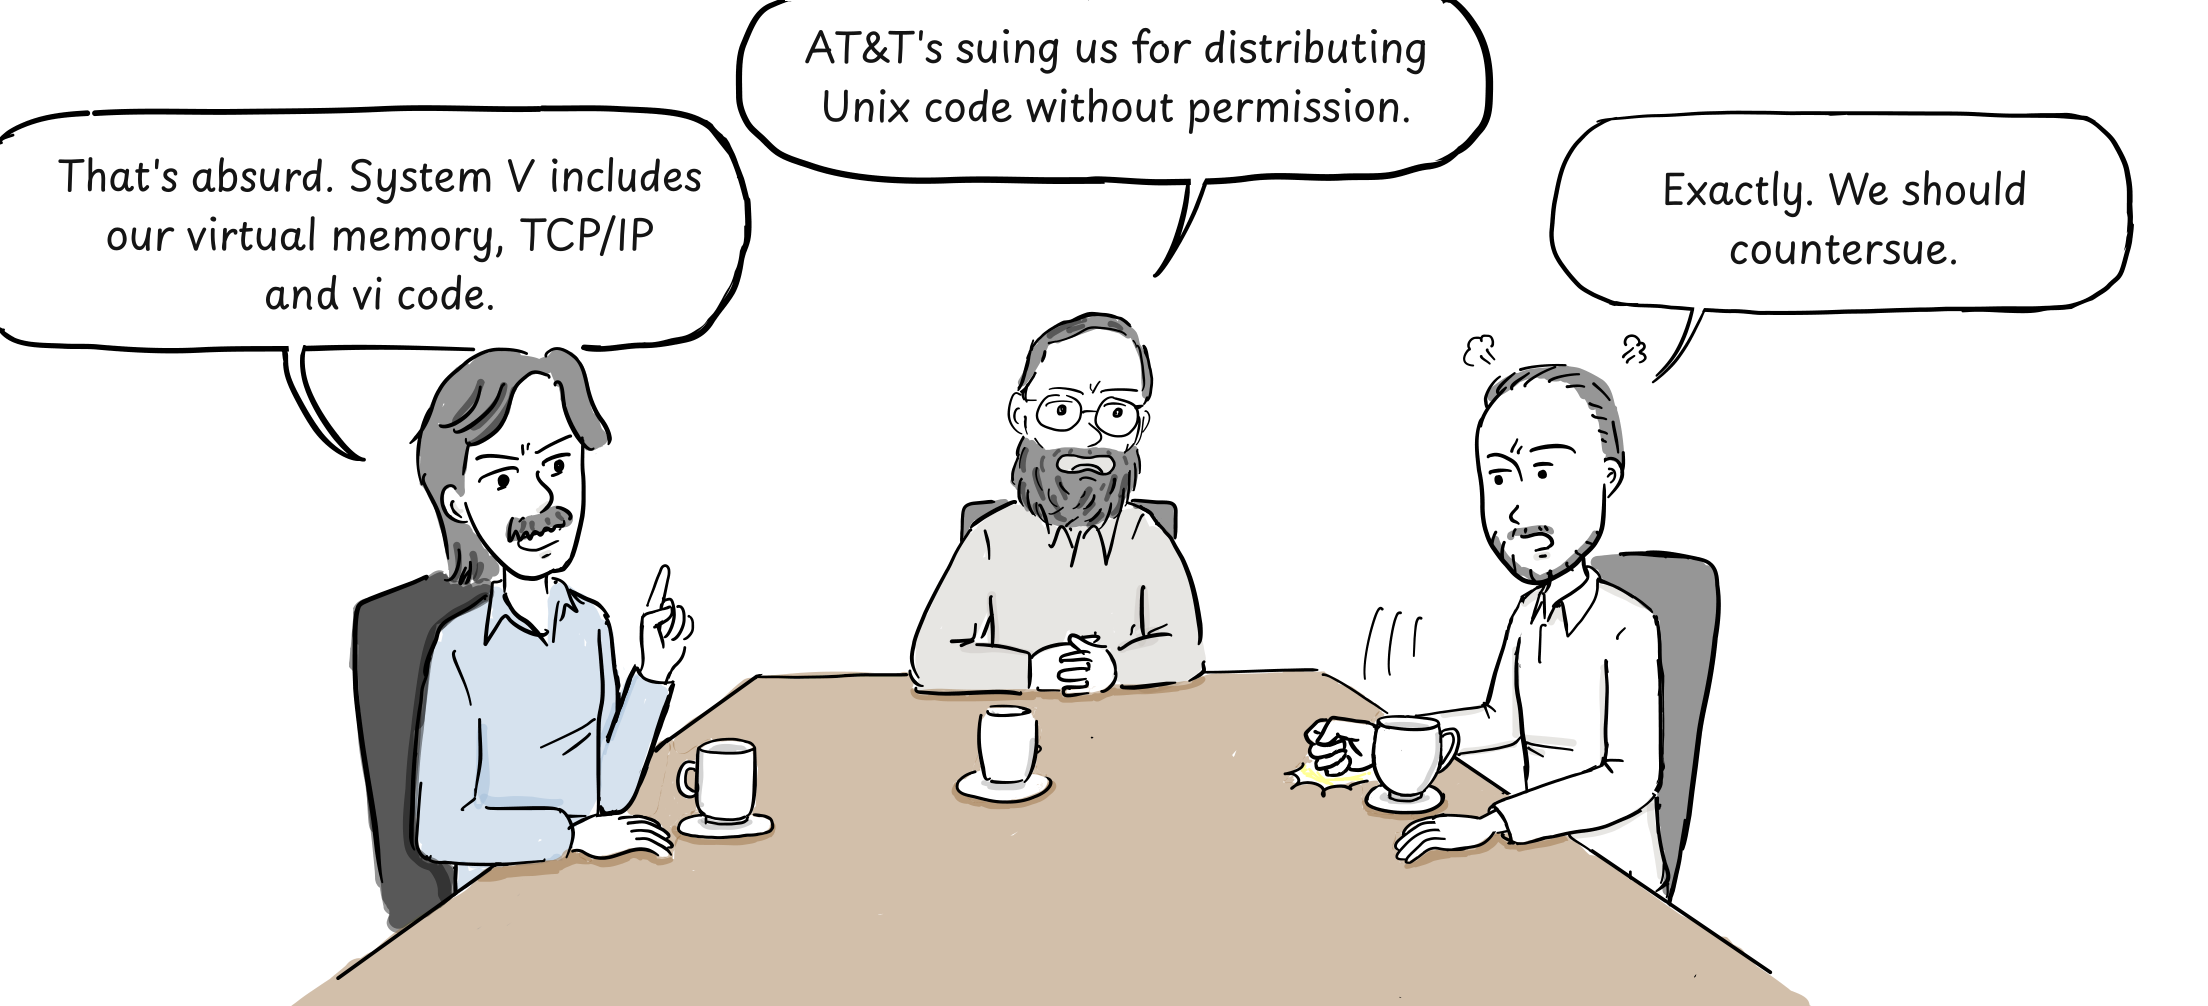 AT&T's suing us for distributing
Unix code without permission.
That's absurd. System V includes
our virtual memory, TCP/IP
and vi code.
Exactly. We should
countersue.